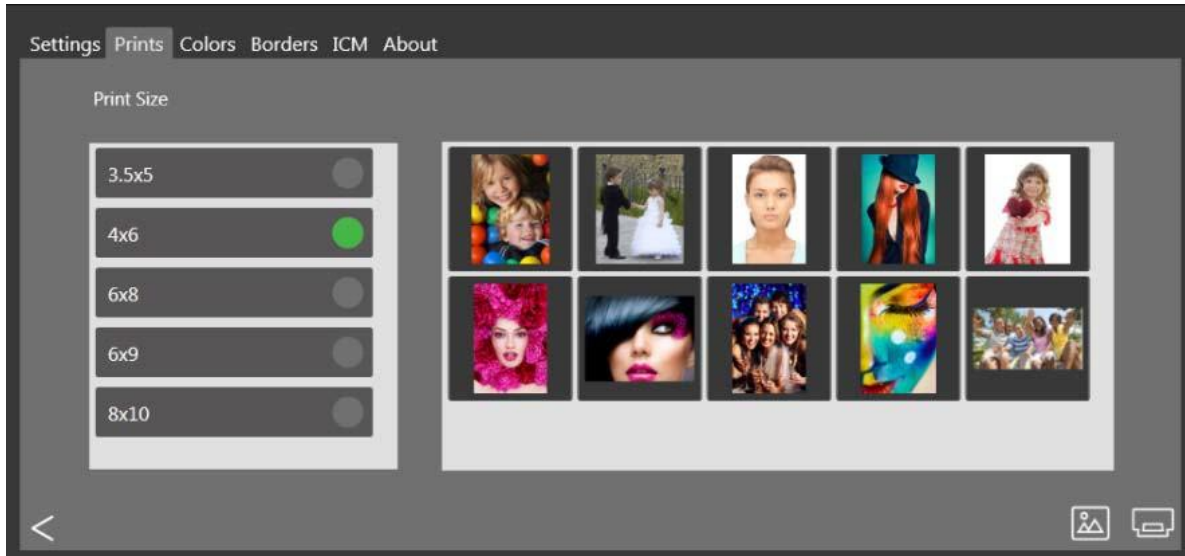 Settings Prints Colors Borders ICM About
Print Size
3.5x5
4x6
6x8
6x9
8x10